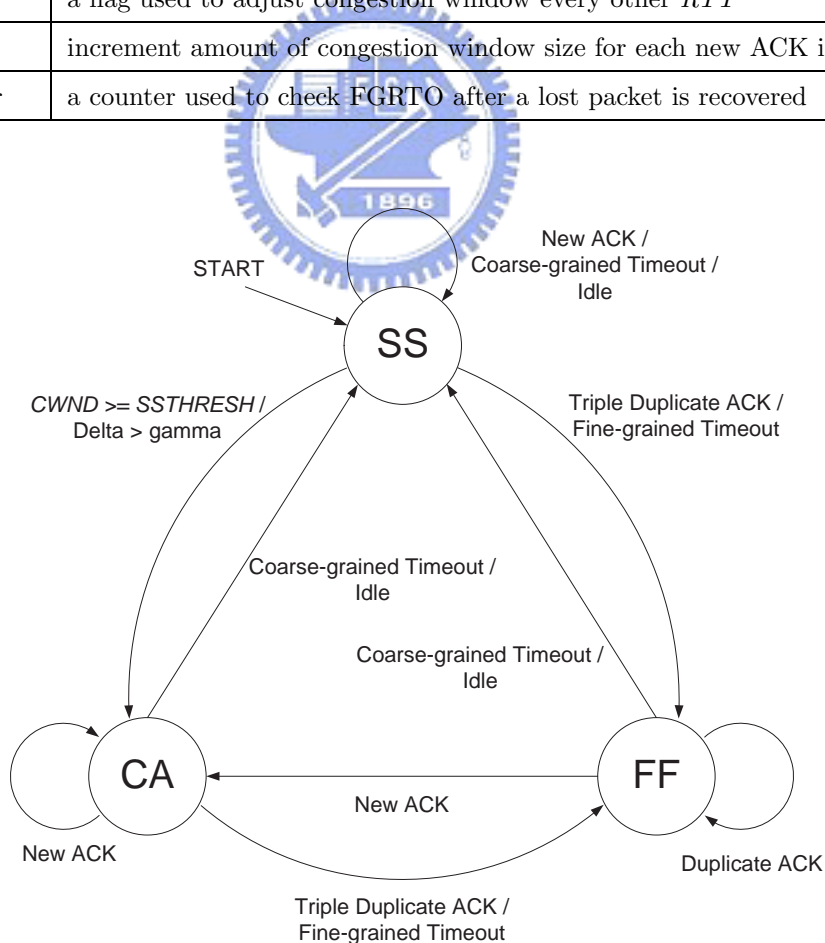 a flag used to adjust congestion window every other RTT
increment amount of congestion window size for each new ACK i
a counter used to check FGRTO after a lost packet is recovered
1896
New ACK /
Coarse-grained Timeout /
Idle
START
SS
CWND >= SSTHRESH /
Delta > gamma
Triple Duplicate ACK /
Fine-grained Timeout
Coarse-grained Timeout /
Idle
Coarse-grained Timeout /
Idle
CA
FF
New ACK
New ACK
Duplicate ACK
Triple Duplicate ACK /
Fine-grained Timeout